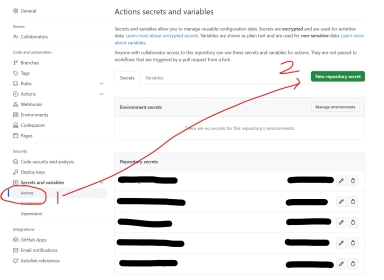 General
Actions secrets and variables
Access
Collaborators
Secrets allow you to manage reusable configuration data. Secrets are encrypted and are used for sensitive
data. Learn more about encrypted secrets. Variables are shown as plain text and are used for non-sensitive data. Learn more
about variables.
Anyone with collaborator access to this repository can use these secrets and variables for actions. They are not passed to
workflows that are triggered by a pull request from a fork.
Code and automation
Branches
Tags
Rules
Actions
Webhooks
Environments
Codespaces
Pages
2
Secrets
Variables
New repository secret
Environment secrets
Manage environments
There are no secrets for this repository's environments.
Security
Code security and analysis
Deploy keys
Secrets and variables
Actions
1
Codespaces
Dependabot
Repository secrets
Integrations
GitHub Apps
Email notifications
Autolink references